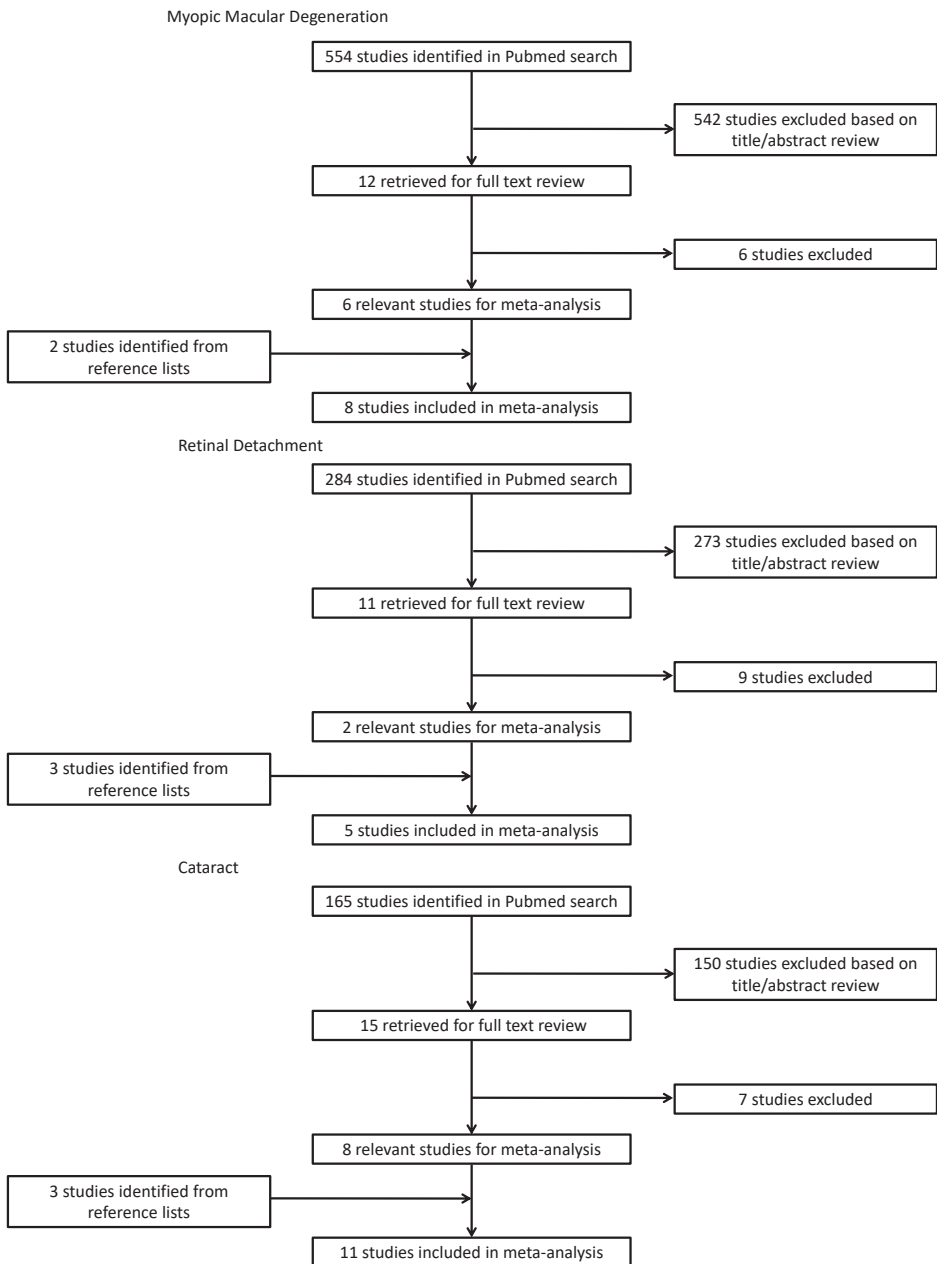 Myopic Macular Degeneration
554 studies identified in Pubmed search
542 studies excluded based on
title/abstract review
12 retrieved for full text review
6 studies excluded
6 relevant studies for meta-analysis
2 studies identified from
reference lists
8 studies included in meta-analysis
Retinal Detachment
284 studies identified in Pubmed search
273 studies excluded based on
title/abstract review
11 retrieved for full text review
9 studies excluded
2 relevant studies for meta-analysis
3 studies identified from
reference lists
5 studies included in meta-analysis
Cataract
165 studies identified in Pubmed search
150 studies excluded based on
title/abstract review
15 retrieved for full text review
7 studies excluded
8 relevant studies for meta-analysis
3 studies identified from
reference lists
11 studies included in meta-analysis